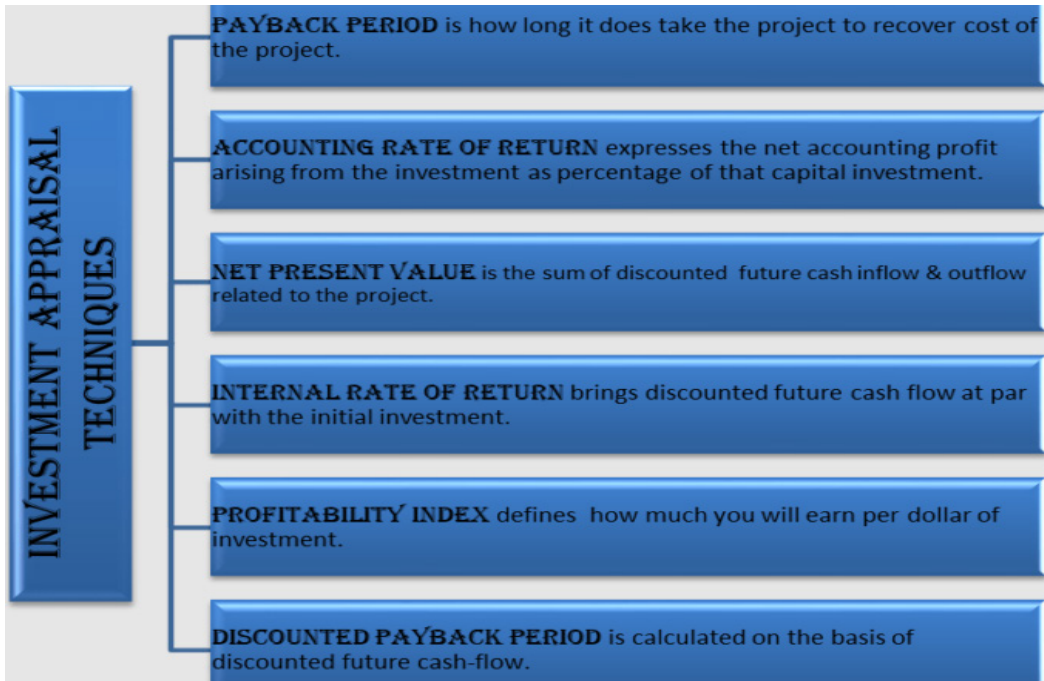 INVESTMENT APPRAISAL
TECHNIQUES
PAYBACK PERIOD is how long it does take the project to recover cost of
the project.
ACCOUNTING RATE OF RETURN expresses the net accounting profit
arising from the investment as percentage of that capital investment.
NET PRESENT VALUE is the sum of discounted future cash inflow & outflow
related to the project.
INTERNAL RATE OF RETURN brings discounted future cash flow at par
with the initial investment.
PROFITABILITY INDEX defines how much you will earn per dollar of
investment.
DISCOUNTED PAYBACK PERIOD is calculated on the basis of
discounted future cash-flow.